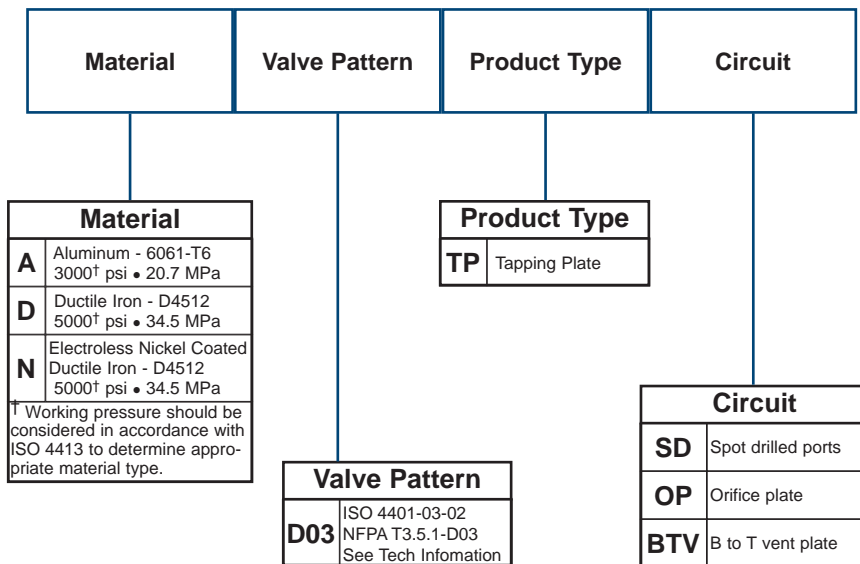 Material
Valve Pattern
Product Type
Circuit
Material
A
Aluminum - 6061-T6
3000† psi • 20.7 MPa
D
Ductile Iron - D4512
5000† psi • 34.5 MPa
N
Electroless Nickel Coated
Ductile Iron - D4512
5000† psi • 34.5 MPa
† Working pressure should be
considered in accordance with
ISO 4413 to determine appro-
priate material type.
Valve Pattern
D03
ISO 4401-03-02
NFPA T3.5.1-D03
See Tech Infomation
Product Type
TP
Tapping Plate
Circuit
SD
Spot drilled ports
OP
Orifice plate
BTV
B to T vent plate